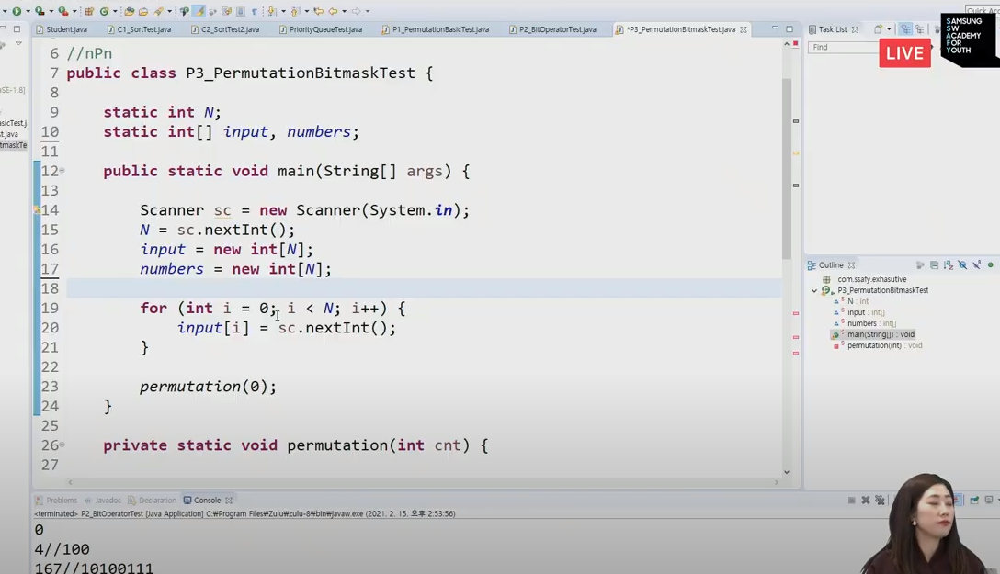 Quick Acc
Student.java
C1_SortTest.java
C2_SortTest2.java
PriorityQueueTest.java
P1_PermutationBasicTest.java
P2_BitOperatorTest.java
*P3_PermutationBitmaskTest.java
Task List
Find
SAMSUNG
SW
ACADEMY
FOR
YOUTH
LIVE
6 //nPn
7 public class P3_PermutationBitmaskTest {
8
9 static int N;
10 static int[] input, numbers;
11
12 public static void main(String[] args) {
13
14 Scanner sc = new Scanner(System.in);
15 N = sc.nextInt();
16 input = new int[N];
17 numbers = new int[N];
18
19 for (int i = 0; i < N; i++) {
20 input[i] = sc.nextInt();
21 }
22
23 permutation(0);
24 }
25
26 private static void permutation(int cnt) {
27
Outline
com.ssafy.exhasutive
P3_PermutationBitmaskTest
N : int
input : int[]
numbers : int[]
main(String[]) : void
permutation(int) : void
Problems
Javadoc
Declaration
Console
<terminated> P2_BitOperatorTest [Java Application] C:₩Program Files₩Zulu₩zulu-8₩bin₩javaw.exe (2021. 2. 15. 오후 2:53:56)
0
4//100
167//10100111